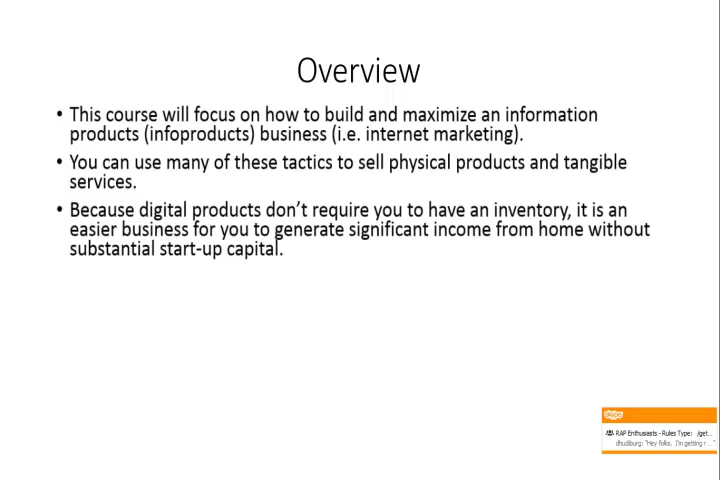 Overview
• This course will focus on how to build and maximize an information
products (infoproducts) business (i.e. internet marketing).
• You can use many of these tactics to sell physical products and tangible
services.
• Because digital products don't require you to have an inventory, it is an
easier business for you to generate significant income from home without
substantial start-up capital.
skype
RAP Enthusiasts - Rules Type: /get...
dhudiburg: "Hey folks. I'm getting r..."